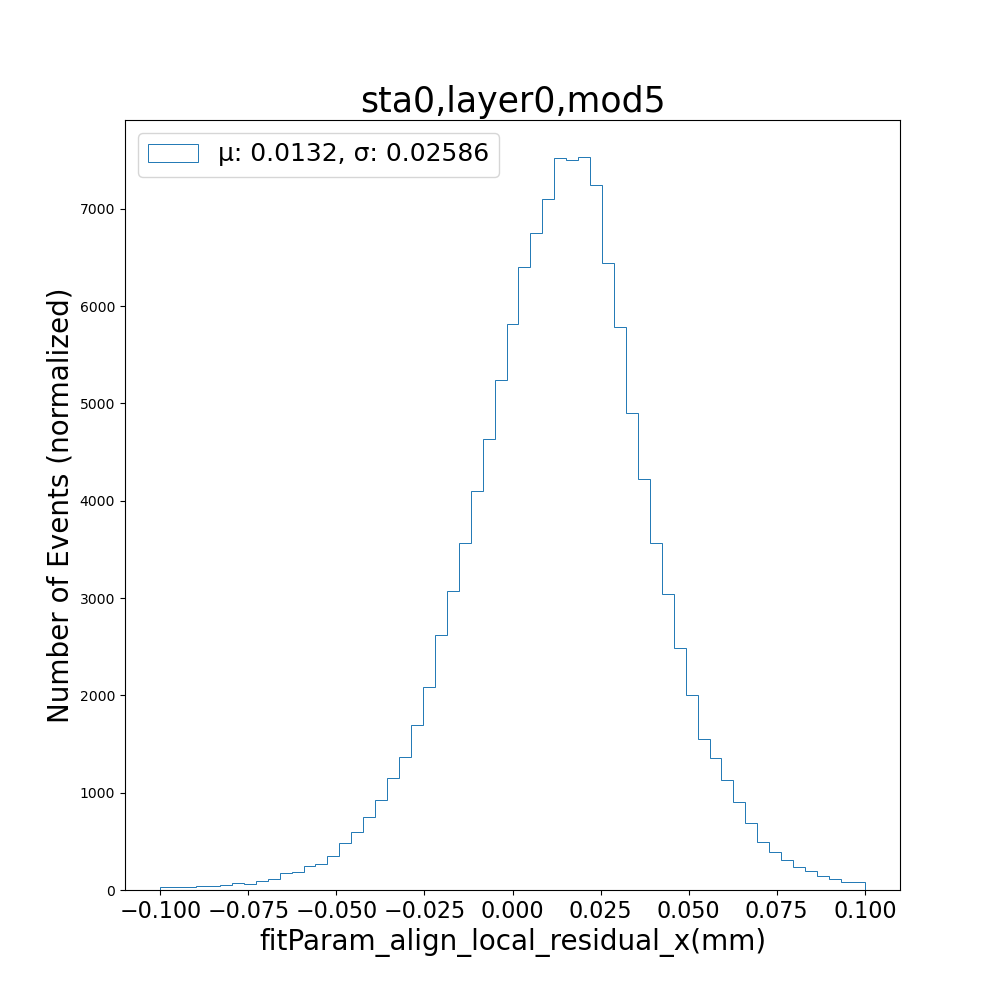 sta0,layer0,mod5
μ: 0.0132, σ: 0.02586
Number of Events (normalized)
7000
6000
5000
4000
3000
2000
1000
0
−0.100 −0.075 −0.050 −0.025 0.000 0.025 0.050 0.075 0.100
fitParam_align_local_residual_x(mm)